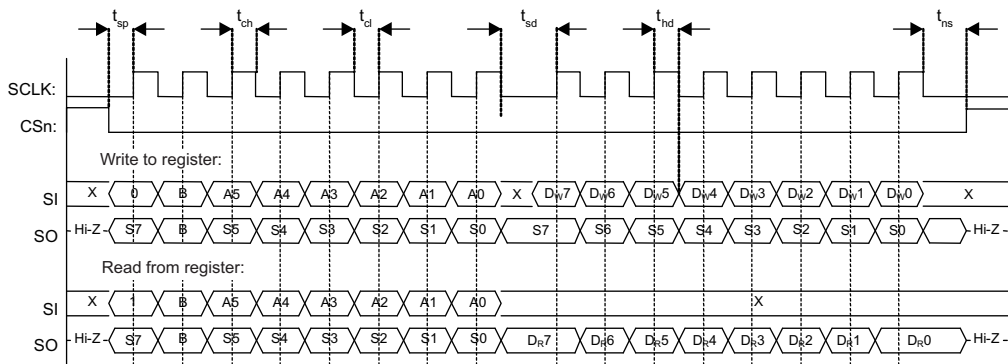 tsp tch tcl tsd thd tns
SCLK:
CSn:
Write to register:
SI X 0 B A5 A4 A3 A2 A1 A0 X DW7 DW6 DW5 DW4 DW3 DW2 DW1 DW0 X
SO Hi-Z S7 B S5 S4 S3 S2 S1 S0 S7 S6 S5 S4 S3 S2 S1 S0 Hi-Z
Read from register:
SI X 1 B A5 A4 A3 A2 A1 A0 X
SO Hi-Z S7 B S5 S4 S3 S2 S1 S0 DR7 DR6 DR5 DR4 DR3 DR2 DR1 DR0 Hi-Z